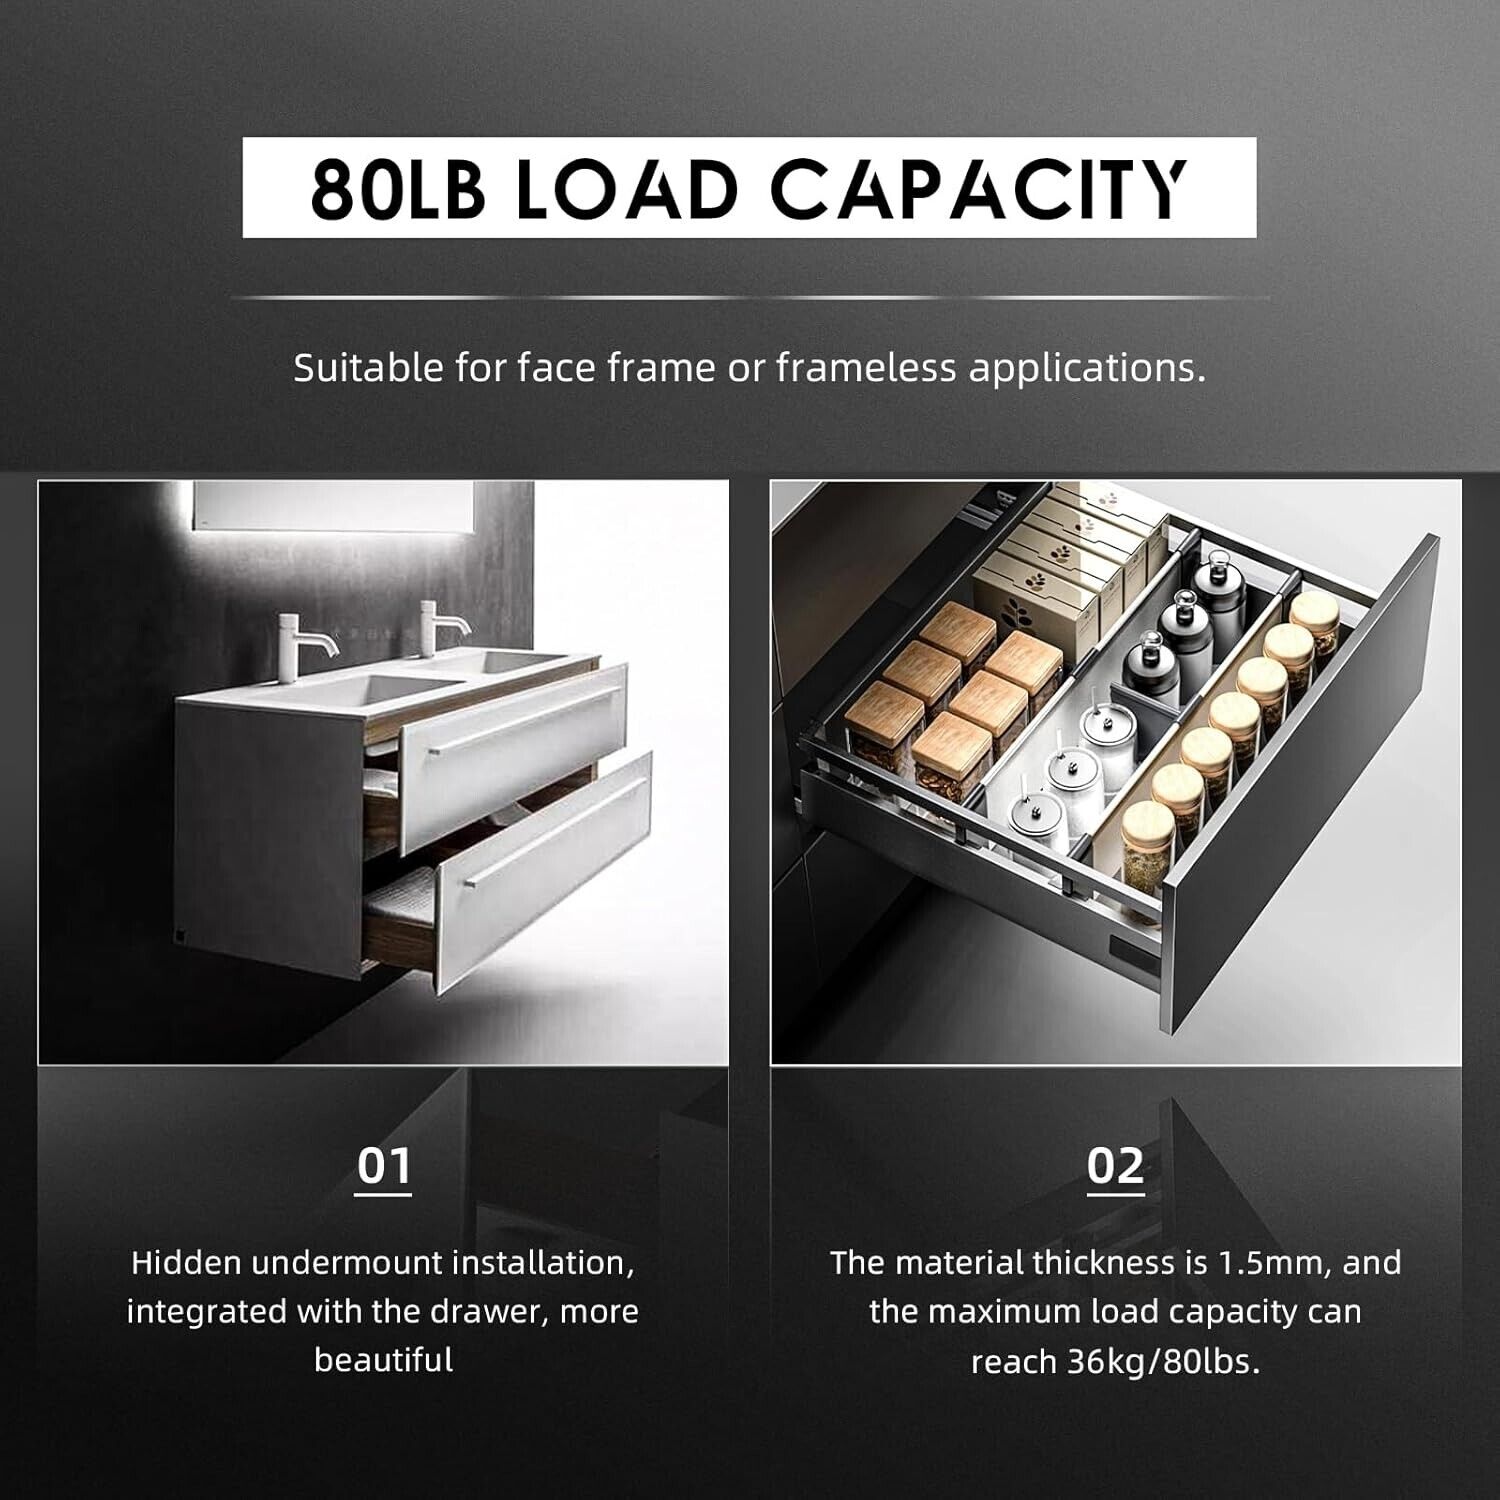 80LB LOAD CAPACITY
Suitable for face frame or frameless applications.
01
Hidden undermount installation,
integrated with the drawer, more
beautiful
02
The material thickness is 1.5mm, and
the maximum load capacity can
reach 36kg/80lbs.